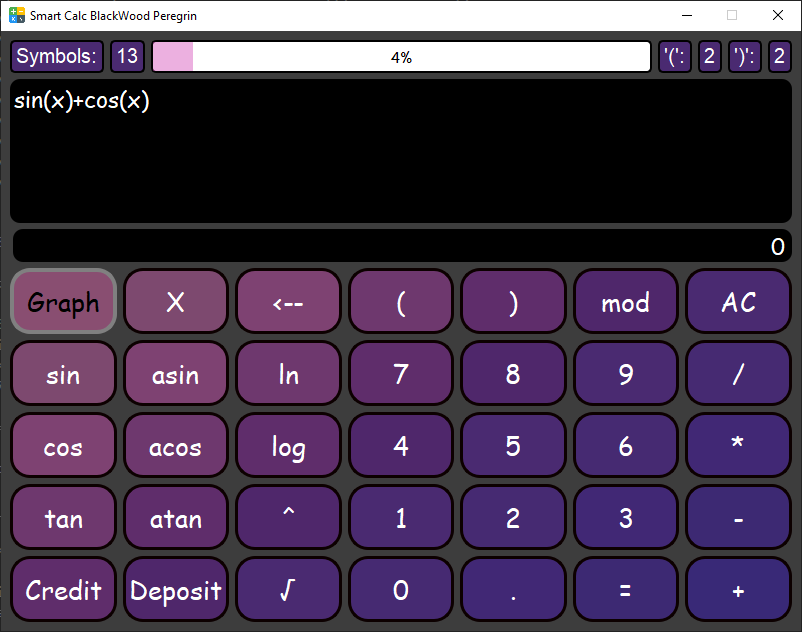 Smart Calc BlackWood Peregrin
Symbols: 13 4% '(': 2 ')': 2
sin(x)+cos(x)
0
Graph X <-- ( ) mod AC
sin asin ln 7 8 9 /
cos acos log 4 5 6 *
tan atan ^ 1 2 3 -
Credit Deposit √ 0 . = +